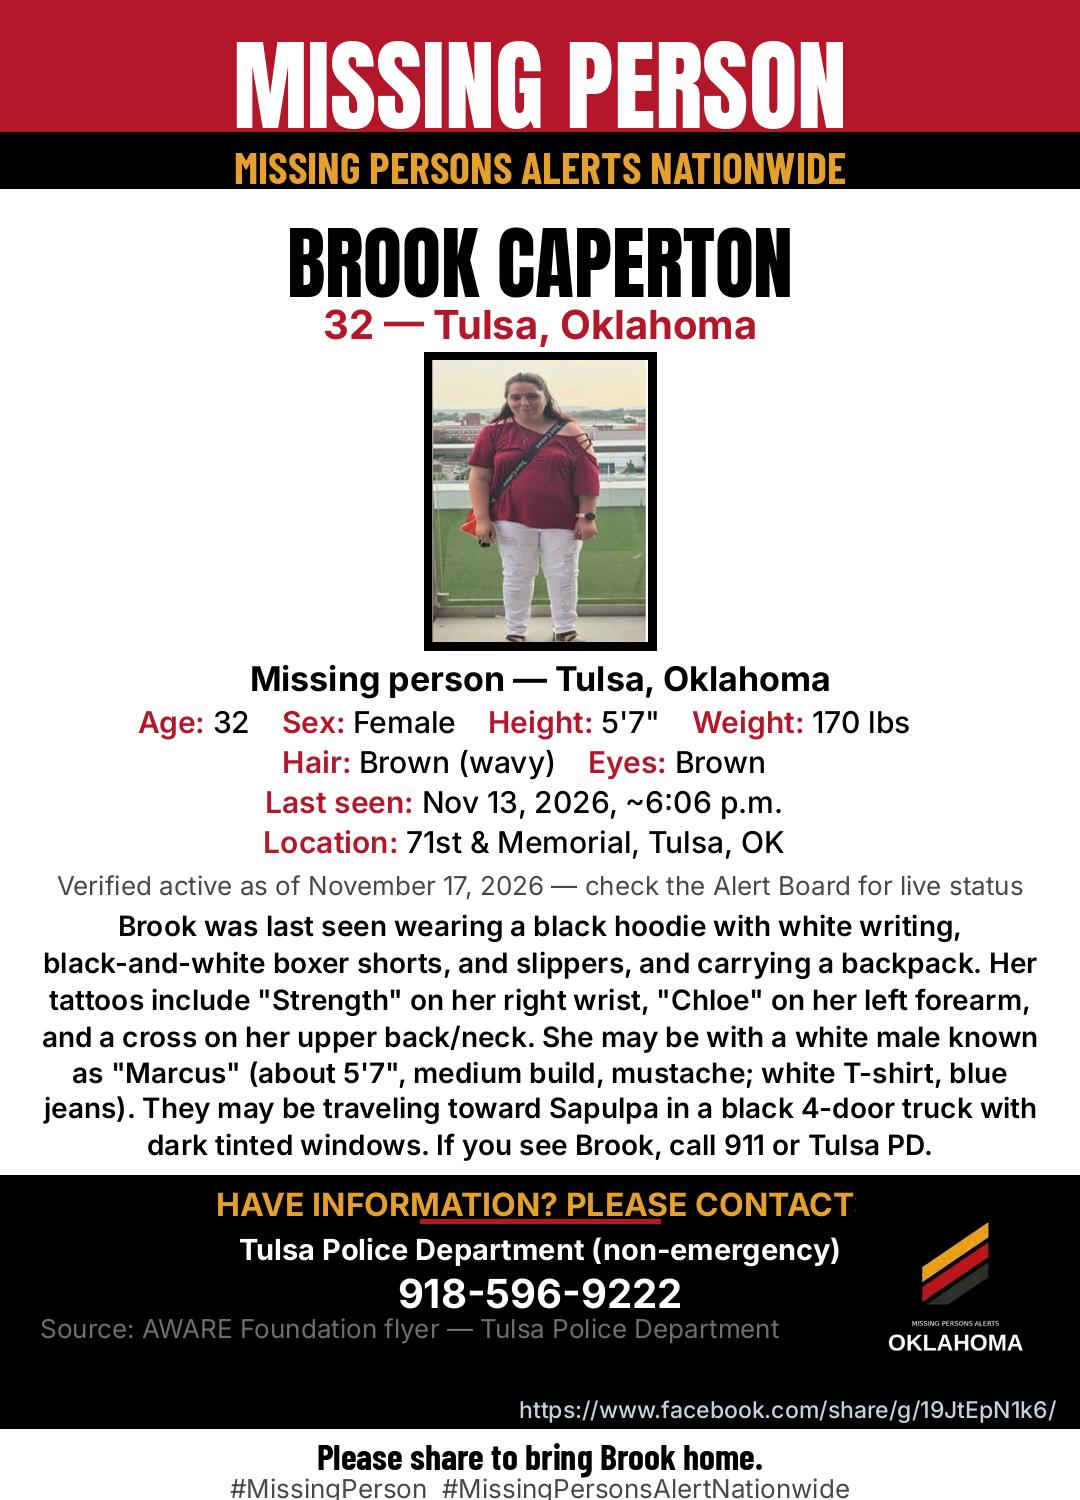 MISSING PERSON
MISSING PERSONS ALERTS NATIONWIDE
BROOK CAPERTON
32 — Tulsa, Oklahoma
Missing person — Tulsa, Oklahoma
Age: 32 Sex: Female Height: 5'7" Weight: 170 lbs
Hair: Brown (wavy) Eyes: Brown
Last seen: Nov 13, 2026, ~6:06 p.m.
Location: 71st & Memorial, Tulsa, OK
Verified active as of November 17, 2026 — check the Alert Board for live status
Brook was last seen wearing a black hoodie with white writing,
black-and-white boxer shorts, and slippers, and carrying a backpack. Her
tattoos include "Strength" on her right wrist, "Chloe" on her left forearm,
and a cross on her upper back/neck. She may be with a white male known
as "Marcus" (about 5'7", medium build, mustache; white T-shirt, blue
jeans). They may be traveling toward Sapulpa in a black 4-door truck with
dark tinted windows. If you see Brook, call 911 or Tulsa PD.
HAVE INFORMATION? PLEASE CONTACT
Tulsa Police Department (non-emergency)
918-596-9222
Source: AWARE Foundation flyer — Tulsa Police Department
MISSING PERSONS ALERTS
OKLAHOMA
https://www.facebook.com/share/g/19JtEpN1k6/
Please share to bring Brook home.
#MissingPerson #MissingPersonsAlertNationwide